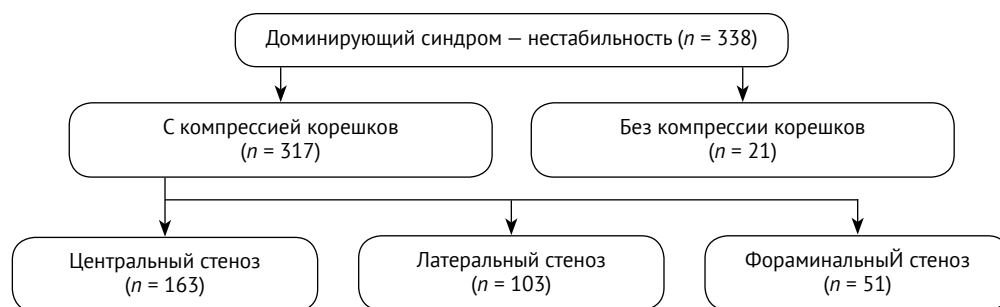 Доминирующий синдром — нестабильность (n = 338)
С компрессией корешков
(n = 317)
Без компрессии корешков
(n = 21)
Центральный стеноз
(n = 163)
Латеральный стеноз
(n = 103)
ФораминальныЙ стеноз
(n = 51)